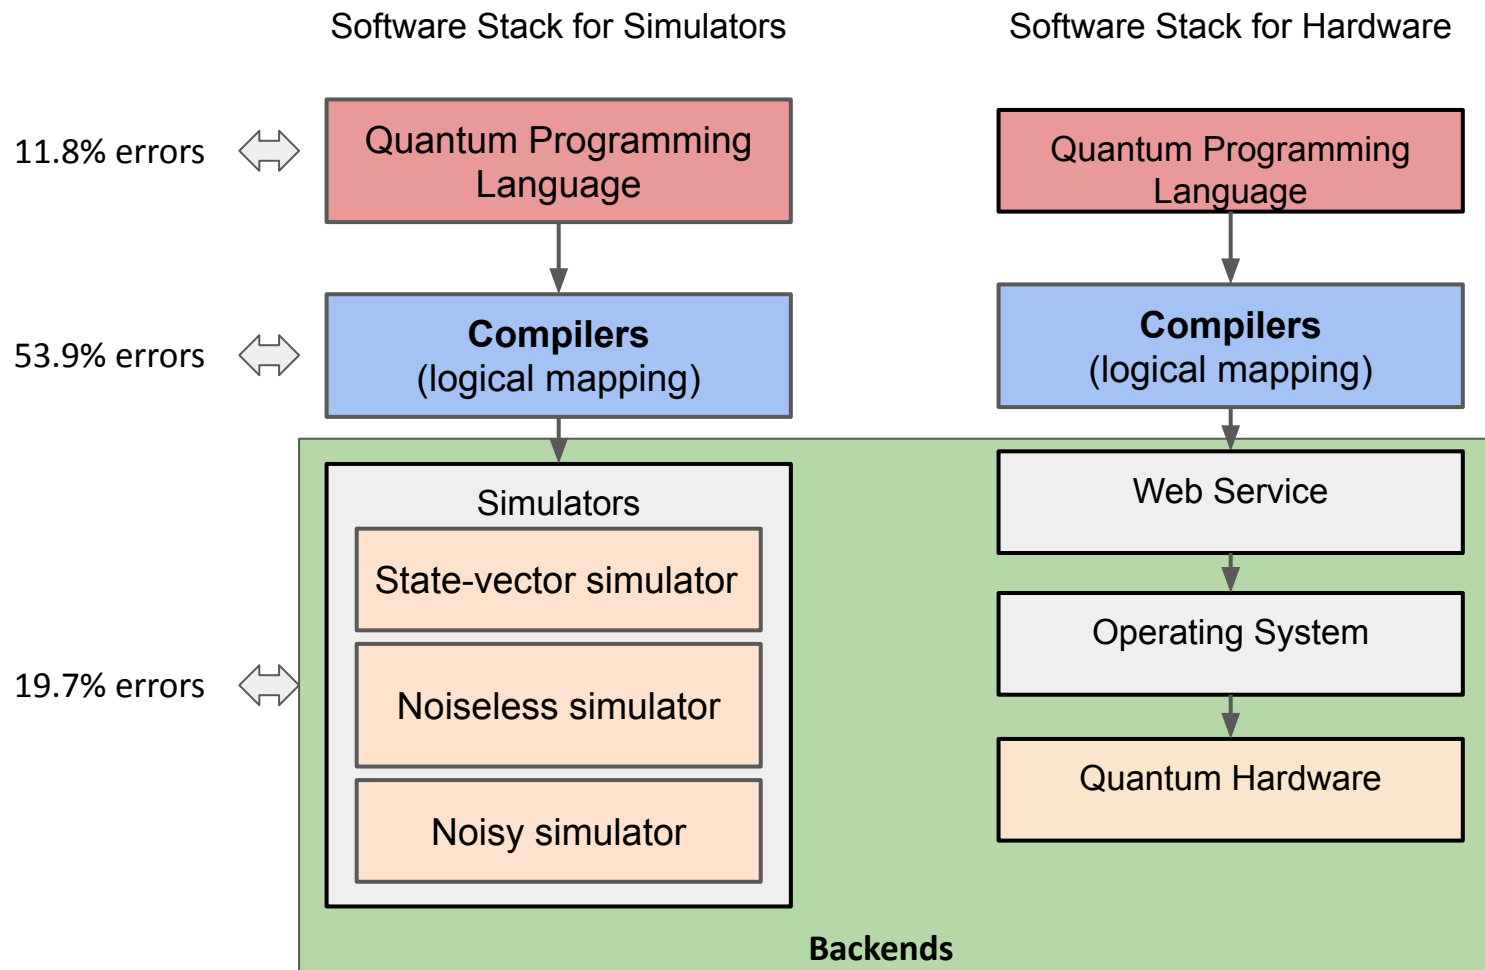 Software Stack for Simulators
Software Stack for Hardware
11.8% errors
Quantum Programming
Language
Quantum Programming
Language
53.9% errors
Compilers
(logical mapping)
Compilers
(logical mapping)
Simulators
State-vector simulator
Noiseless simulator
Noisy simulator
19.7% errors
Web Service
Operating System
Quantum Hardware
Backends